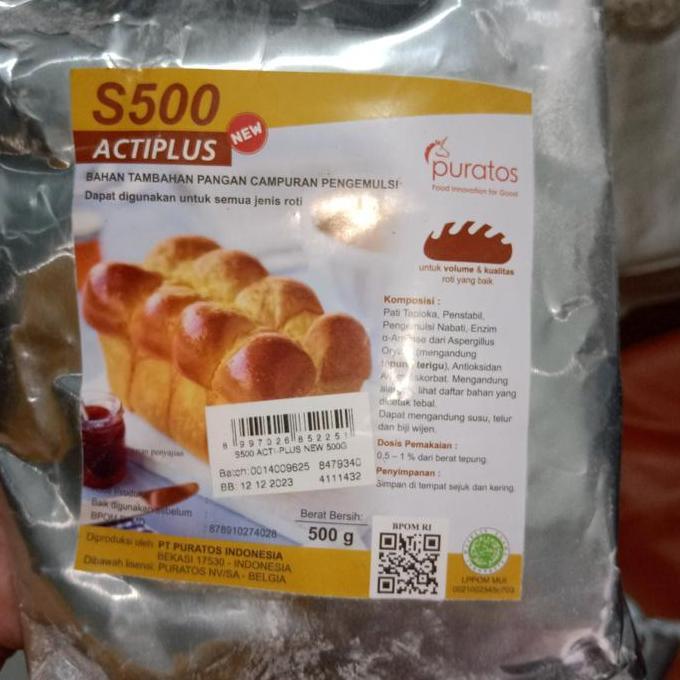 S500
ACTIPLUS
NEW
BAHAN TAMBAHAN PANGAN CAMPURAN PENGEMULSI
Dapat digunakan untuk semua jenis roti
puratos
Food Innovation for Good
untuk volume & kualitas
roti yang baik
Komposisi :
Pati Tapioka, Penstabil,
Pengemulsi Nabati, Enzim
dari Aspergillus
(mengandung
terigu), Antioksidan
Mengandung
lihat daftar bahan yang
dicetak tebal.
Dapat mengandung susu, telur
dan biji wijen.
Dosis Pemakaian :
0,5 – 1 % dari berat tepung.
Penyimpanan :
Simpan di tempat sejuk dan kering.
8 997026 852251
S500 ACTI-PLUS NEW 500G
Batch:0014009625 8479340
BB: 12 12 2023 4111432
penyajian
Baik digunakan sebelum :
BPOM : 878910274028
Berat Bersih:
500 g
Diproduksi oleh: PT PURATOS INDONESIA
BEKASI 17530 - INDONESIA
Dibawah lisensi: PURATOS NV/SA - BELGIA
BPOM RI
LPPOM MUI